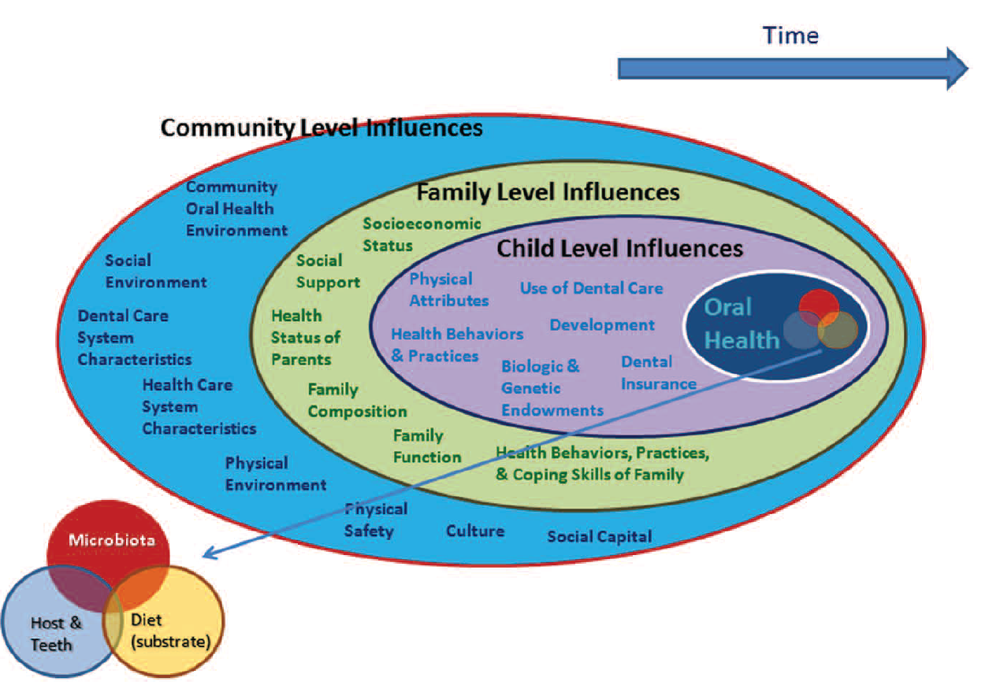 Time
Community Level Influences
Community
Oral Health
Environment
Social
Environment
Dental Care
System
Characteristics
Health Care
System
Characteristics
Physical
Environment
Physical
Safety
Culture
Social Capital
Family Level Influences
Socioeconomic
Status
Social
Support
Health
Status of
Parents
Family
Composition
Family
Function
Health Behaviors, Practices,
& Coping Skills of Family
Child Level Influences
Physical
Attributes
Use of Dental Care
Development
Health Behaviors
& Practices
Biologic &
Genetic
Endowments
Dental
Insurance
Oral
Health
Microbiota
Host &
Teeth
Diet
(substrate)